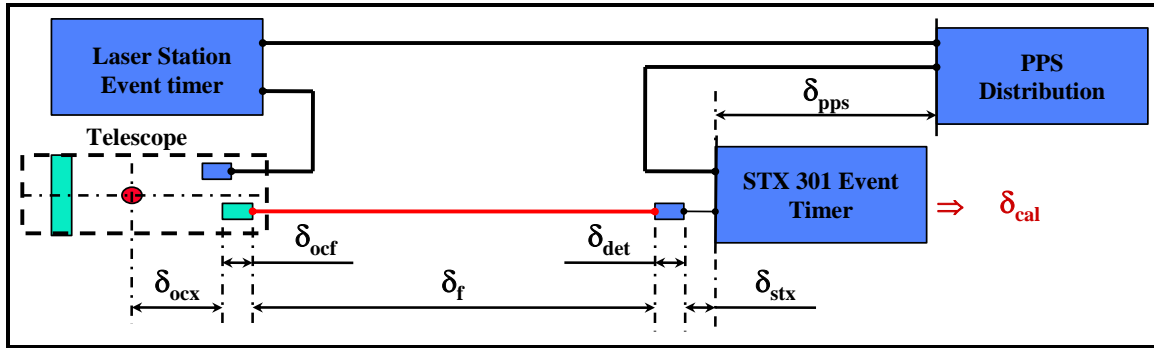 Laser Station
Event timer
PPS
Distribution
δpps
Telescope
STX 301 Event
Timer
⇒ δcal
δocf
δdet
δocx
δf
δstx